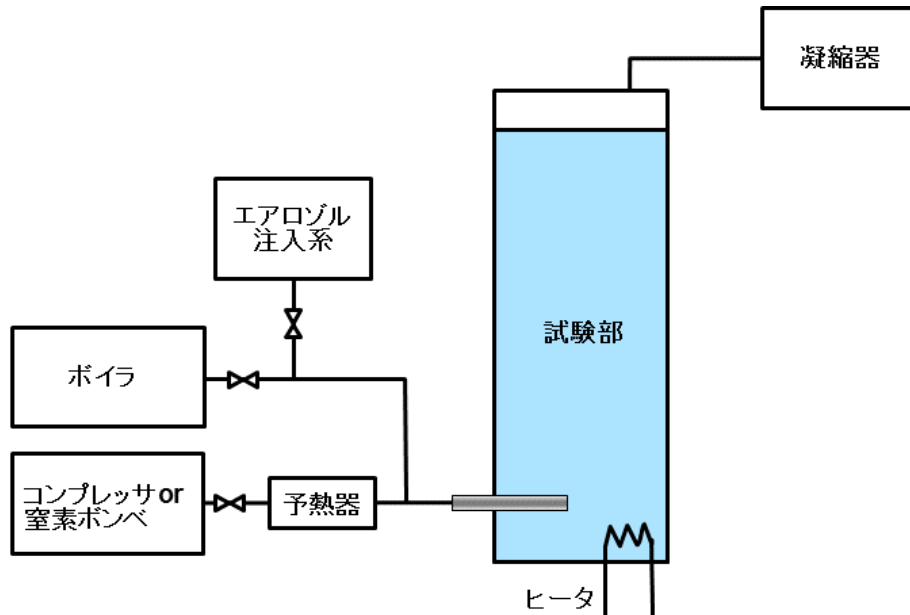 凝縮器
エアロゾル
注入系
試験部
ボイラ
コンプレッサor
窒素ボンベ
予熱器
ヒータ